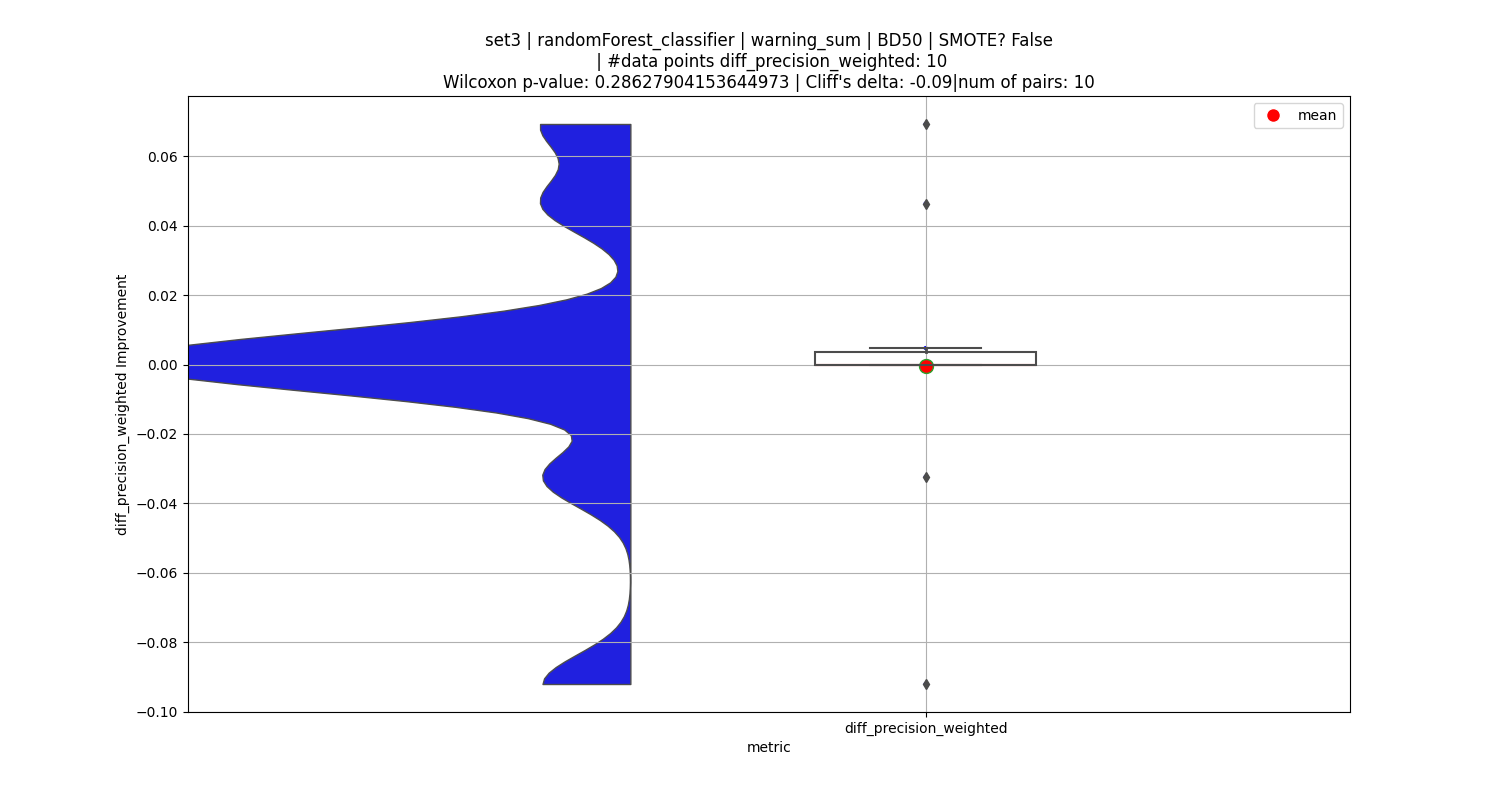 set3 | randomForest_classifier | warning_sum | BD50 | SMOTE? False
| #data points diff_precision_weighted: 10
Wilcoxon p-value: 0.28627904153644973 | Cliff's delta: -0.09|num of pairs: 10
mean
0.06
0.04
0.02
0.00
−0.02
−0.04
−0.06
−0.08
−0.10
diff_precision_weighted Improvement
diff_precision_weighted
metric